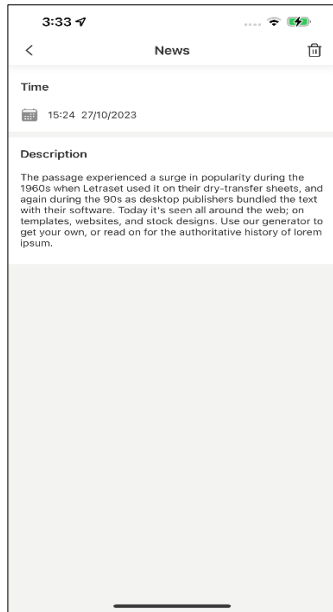 3:33
News
Time
15:24 27/10/2023
Description
The passage experienced a surge in popularity during the
1960s when Letraset used it on their dry-transfer sheets, and
again during the 90s as desktop publishers bundled the text
with their software. Today it's seen all around the web; on
templates, websites, and stock designs. Use our generator to
get your own, or read on for the authoritative history of lorem
ipsum.